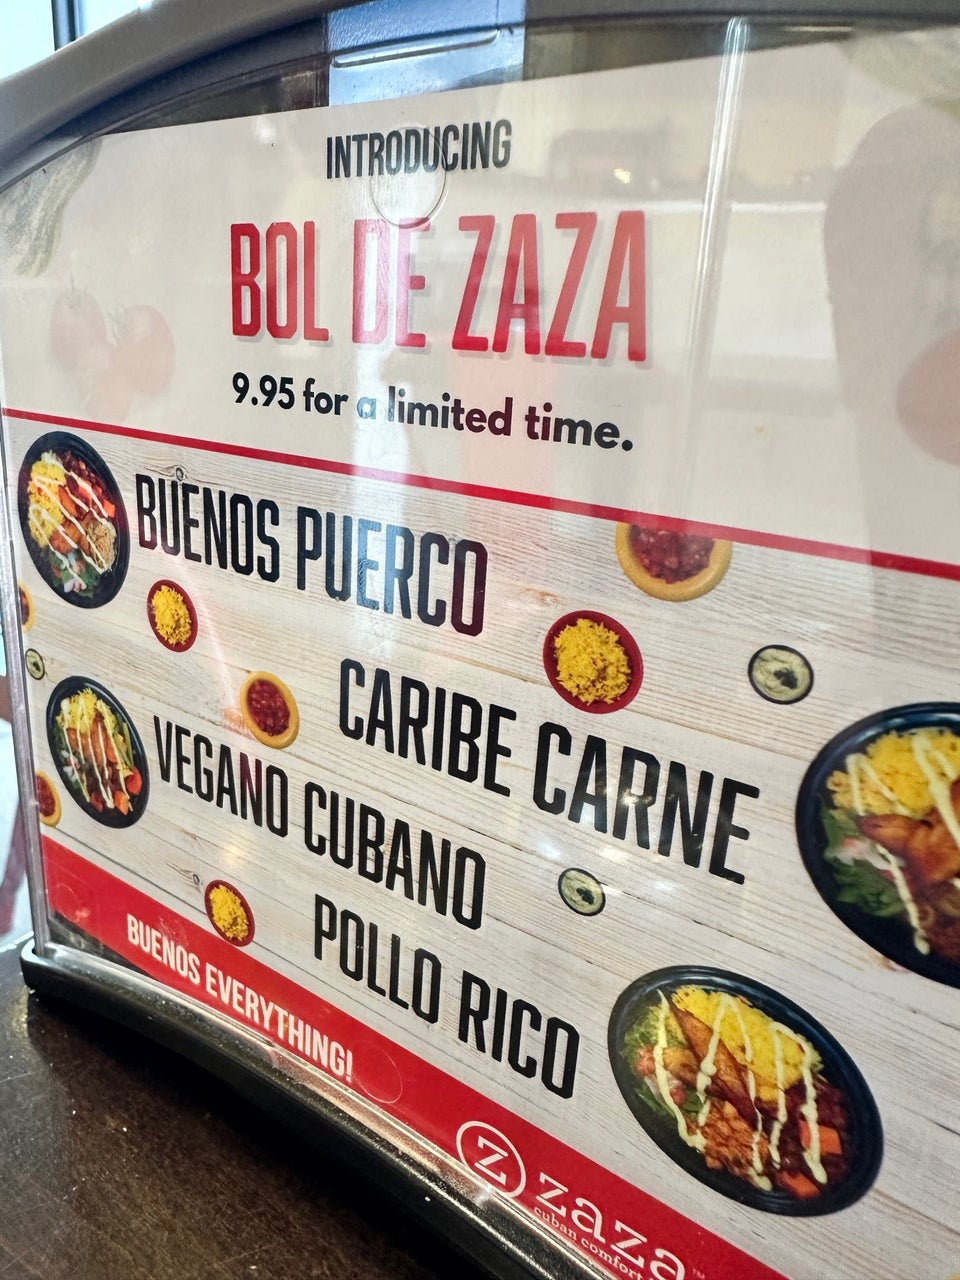 INTRODUCING
BOL DE ZAZA
9.95 for a limited time.
BUENOS PUERCO
CARIBE CARNE
VEGANO CUBANO
POLLO RICO
BUENOS EVERYTHING!
Z zaza™
cuban comfort